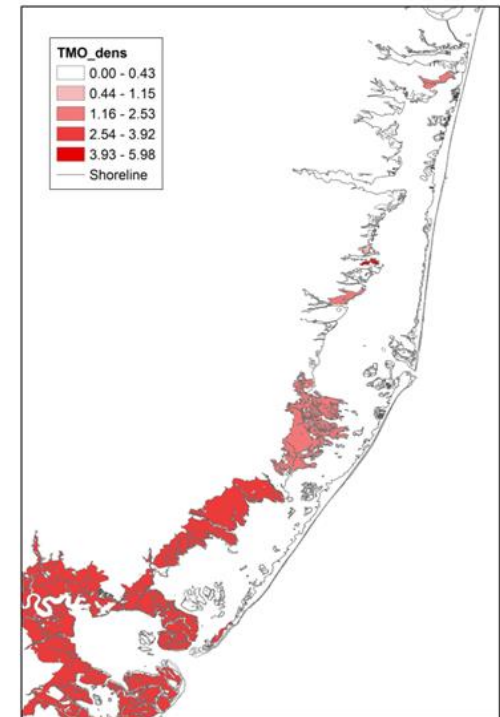 TMO_dens
0.00 - 0.43
0.44 - 1.15
1.16 - 2.53
2.54 - 3.92
3.93 - 5.98
Shoreline